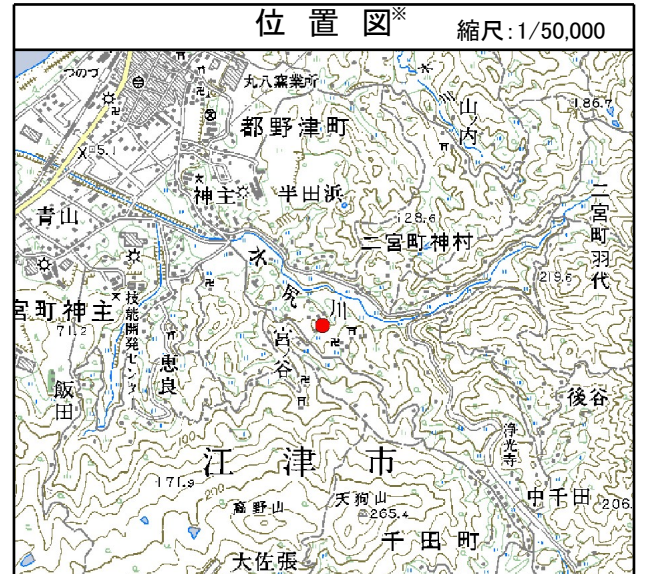 位置図※
縮尺:1/50,000
つのづ
丸八窯業所
山ノ内
186.7
5.1
都野津町
神主
半田浜
128.6
二宮町神村
二宮町羽代
青山
219.6
水尻川
宮町神主
71.2
技能開発センター
恵良
宮ノ谷
飯田
後谷
浄光寺
江津市
171.9
200
中千田
206.
高野山
天狗山
265.4
千田町
大佐張